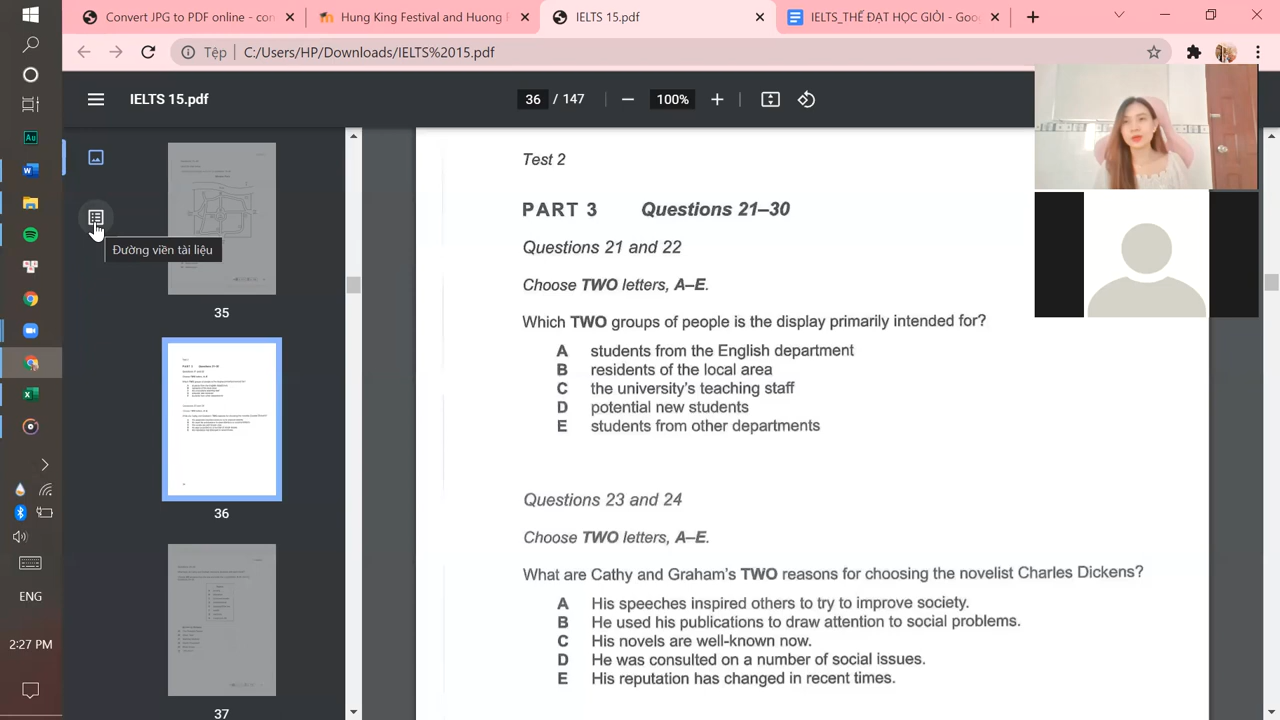 Convert JPG to PDF online - con
Hung King Festival and Huong F
IELTS 15.pdf
IELTS_THẾ ĐẠT HỌC GIỎI - Goo
Tệp
C:/Users/HP/Downloads/IELTS%2015.pdf
IELTS 15.pdf
36 / 147
100%
Đường viền tài liệu
35
36
37
Test 2
PART 3 Questions 21–30
Questions 21 and 22
Choose TWO letters, A–E.
Which TWO groups of people is the display primarily intended for?
A students from the English department
B residents of the local area
C the university's teaching staff
D potential new students
E students from other departments
Questions 23 and 24
Choose TWO letters, A–E.
What are Cathy and Graham's TWO reasons for choosing the novelist Charles Dickens?
A His speeches inspired others to try to improve society.
B He used his publications to draw attention to social problems.
C His novels are well-known now.
D He was consulted on a number of social issues.
E His reputation has changed in recent times.
Au
ENG
2:27 PM